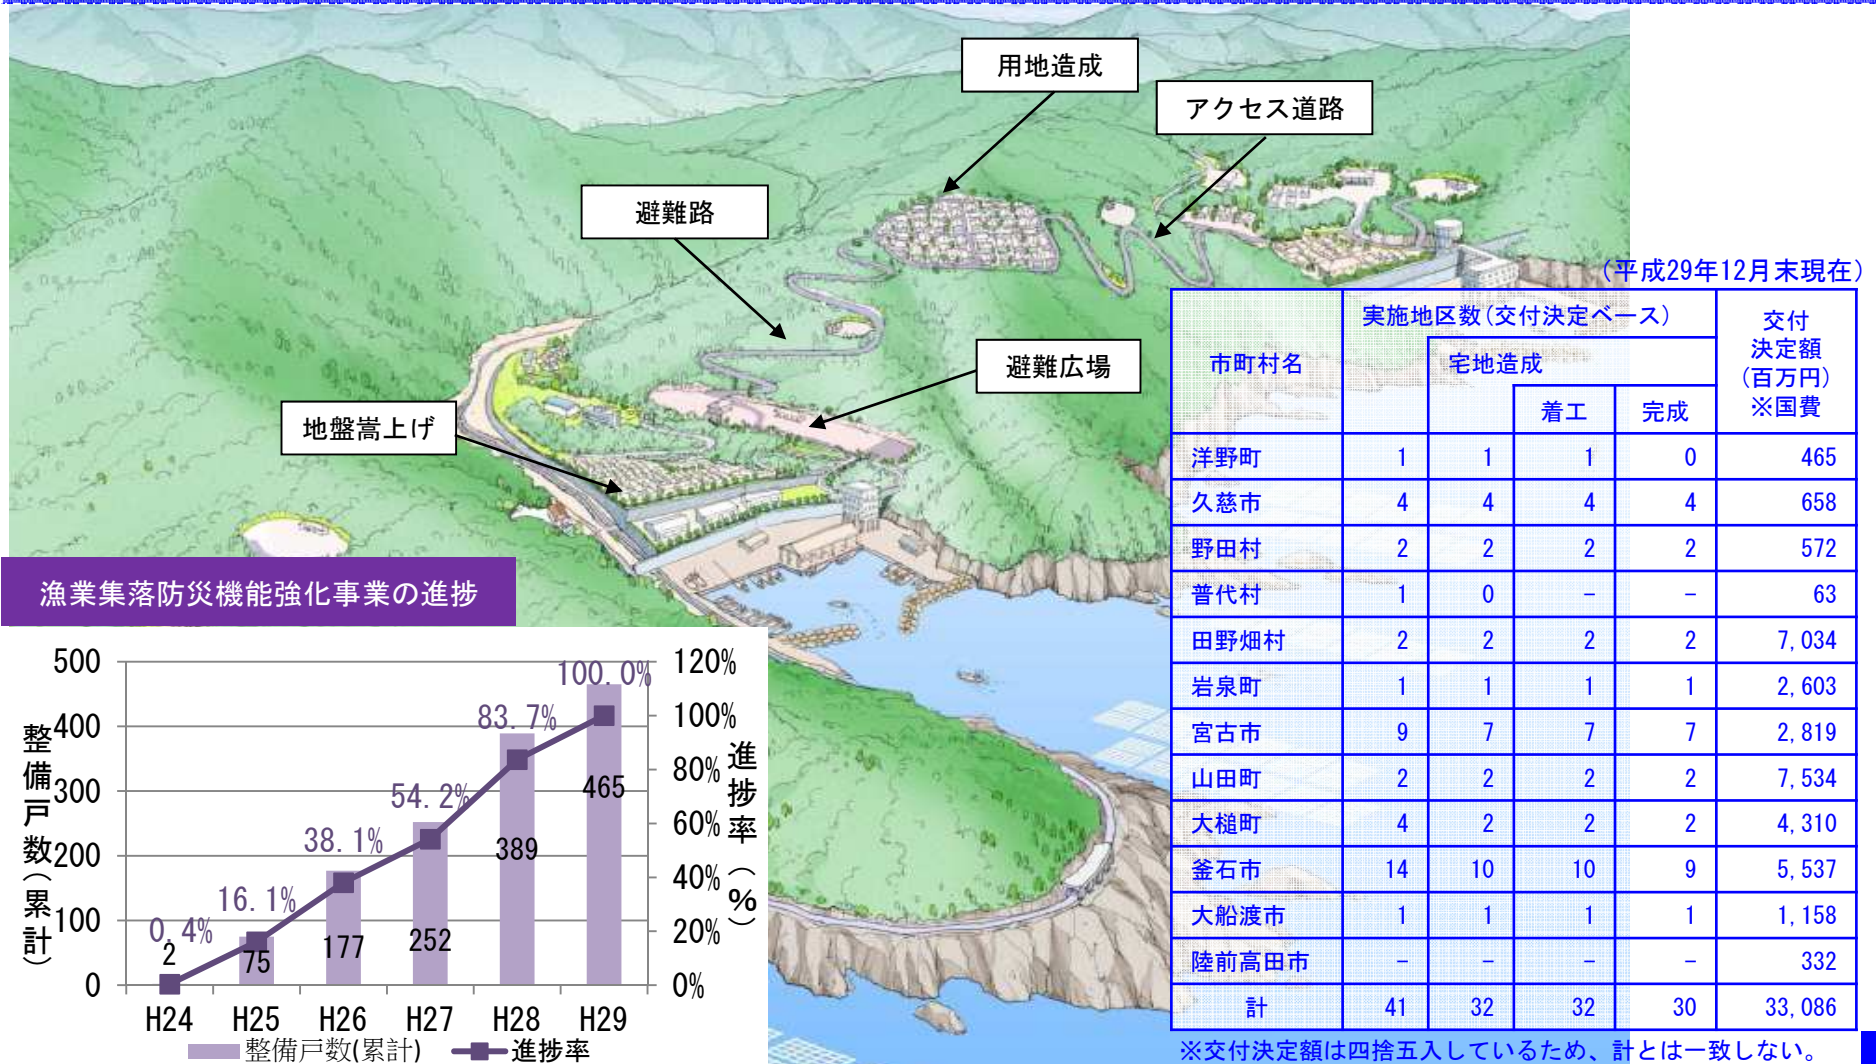 用地造成
アクセス道路
避難路
避難広場
地盤嵩上げ
(平成29年12月末現在)
市町村名 実施地区数(交付決定ベース) 交付決定額(百万円)※国費
宅地造成
着工 完成
洋野町 1 1 1 0 465
久慈市 4 4 4 4 658
野田村 2 2 2 2 572
普代村 1 0 － － 63
田野畑村 2 2 2 2 7,034
岩泉町 1 1 1 1 2,603
宮古市 9 7 7 7 2,819
山田町 2 2 2 2 7,534
大槌町 4 2 2 2 4,310
釜石市 14 10 10 9 5,537
大船渡市 1 1 1 1 1,158
陸前高田市 － － － － 332
計 41 32 32 30 33,086
※交付決定額は四捨五入しているため、計とは一致しない。
漁業集落防災機能強化事業の進捗
整備戸数(累計)
500
400
300
200
100
0
120%
100%
80%
60%
40%
20%
0%
進捗率(%)
0.4%
16.1%
38.1%
54.2%
83.7%
100.0%
2
75
177
252
389
465
H24 H25 H26 H27 H28 H29
整備戸数(累計) 進捗率